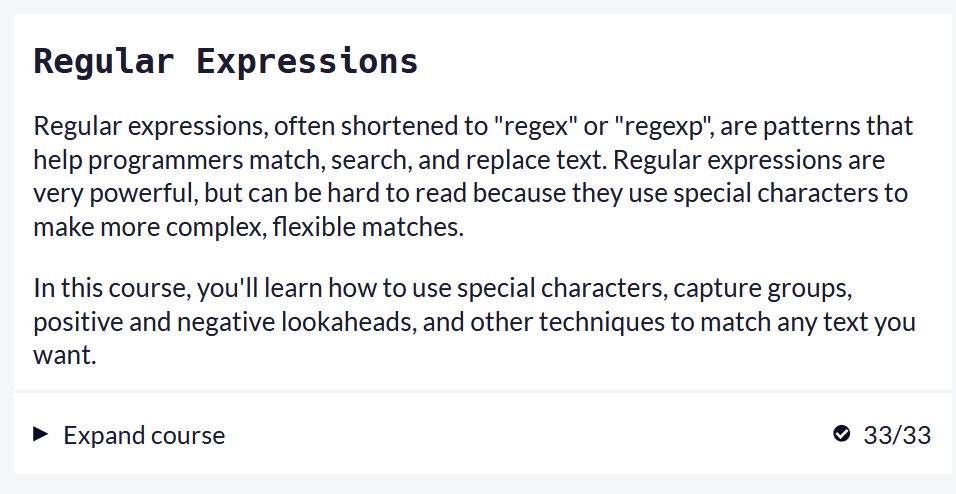 Regular Expressions
Regular expressions, often shortened to "regex" or "regexp", are patterns that
help programmers match, search, and replace text. Regular expressions are
very powerful, but can be hard to read because they use special characters to
make more complex, flexible matches.
In this course, you'll learn how to use special characters, capture groups,
positive and negative lookaheads, and other techniques to match any text you
want.
Expand course 33/33